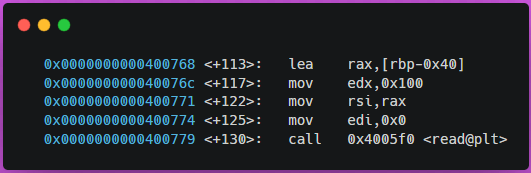 0x0000000000400768 <+113>: lea rax,[rbp-0x40]
0x000000000040076c <+117>: mov edx,0x100
0x0000000000400771 <+122>: mov rsi,rax
0x0000000000400774 <+125>: mov edi,0x0
0x0000000000400779 <+130>: call 0x4005f0 <read@plt>